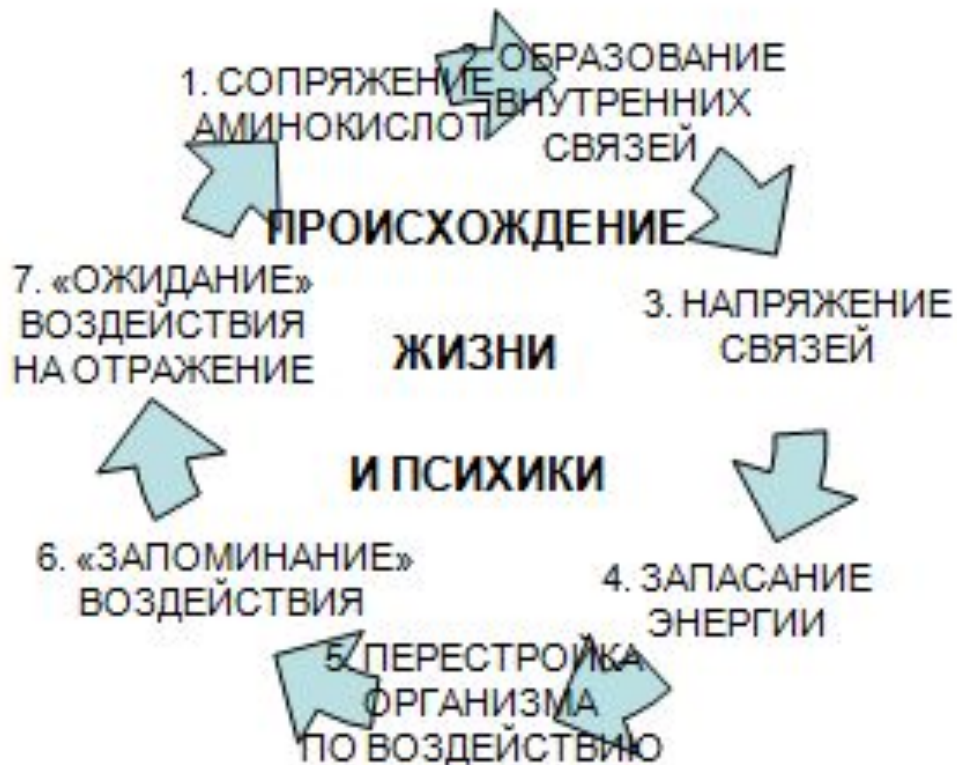 1. СОПРЯЖЕНИЕ
АМИНОКИСЛОТ
2. ОБРАЗОВАНИЕ
ВНУТРЕННИХ
СВЯЗЕЙ
ПРОИСХОЖДЕНИЕ
ЖИЗНИ
И ПСИХИКИ
3. НАПРЯЖЕНИЕ
СВЯЗЕЙ
4. ЗАПАСАНИЕ
ЭНЕРГИИ
5. ПЕРЕСТРОЙКА
ОРГАНИЗМА
ПО ВОЗДЕЙСТВИЮ
6. «ЗАПОМИНАНИЕ»
ВОЗДЕЙСТВИЯ
7. «ОЖИДАНИЕ»
ВОЗДЕЙСТВИЯ
НА ОТРАЖЕНИЕ